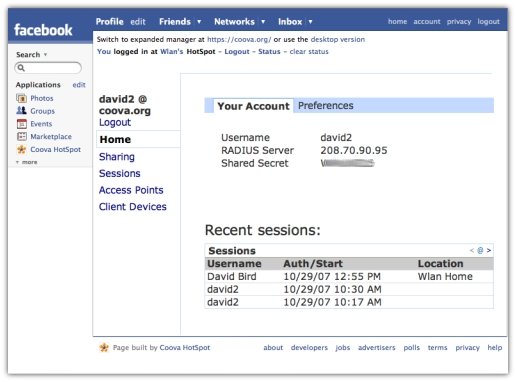 facebook
Profile edit Friends Networks Inbox home account privacy logout
Switch to expanded manager at https://coova.org/ or use the desktop version
You logged in at Wlan's HotSpot - Logout - Status - clear status
Search
Applications edit
Photos
Groups
Events
Marketplace
Coova HotSpot
more
david2 @
coova.org
Logout
Home
Sharing
Sessions
Access Points
Client Devices
Your Account Preferences
Username david2
RADIUS Server 208.70.90.95
Shared Secret
Recent sessions:
Sessions < @ >
Username Auth/Start Location
David Bird 10/29/07 12:55 PM Wlan Home
david2 10/29/07 10:30 AM
david2 10/29/07 10:17 AM
Page built by Coova HotSpot about developers jobs advertisers polls terms privacy help